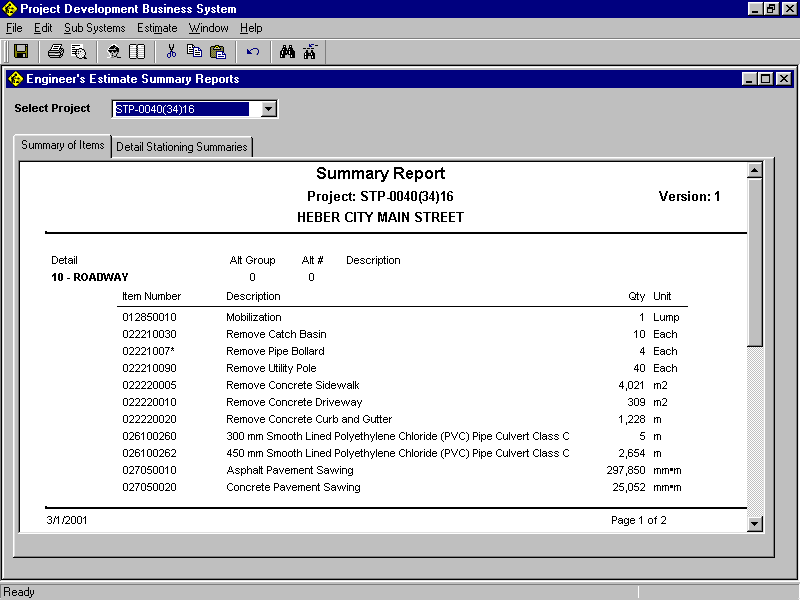 Project Development Business System
File Edit Sub Systems Estimate Window Help
Engineer's Estimate Summary Reports
Select Project STP-0040(34)16
Summary of Items Detail Stationing Summaries
Summary Report
Project: STP-0040(34)16 Version: 1
HEBER CITY MAIN STREET
Detail Alt Group Alt # Description
10 - ROADWAY 0 0
Item Number Description Qty Unit
012850010 Mobilization 1 Lump
022210030 Remove Catch Basin 10 Each
02221007* Remove Pipe Bollard 4 Each
022210090 Remove Utility Pole 40 Each
022220005 Remove Concrete Sidewalk 4,021 m2
022220010 Remove Concrete Driveway 309 m2
022220020 Remove Concrete Curb and Gutter 1,228 m
026100260 300 mm Smooth Lined Polyethylene Chloride (PVC) Pipe Culvert Class C 5 m
026100262 450 mm Smooth Lined Polyethylene Chloride (PVC) Pipe Culvert Class C 2,654 m
027050010 Asphalt Pavement Sawing 297,850 mm*m
027050020 Concrete Pavement Sawing 25,052 mm*m
3/1/2001 Page 1 of 2
Ready